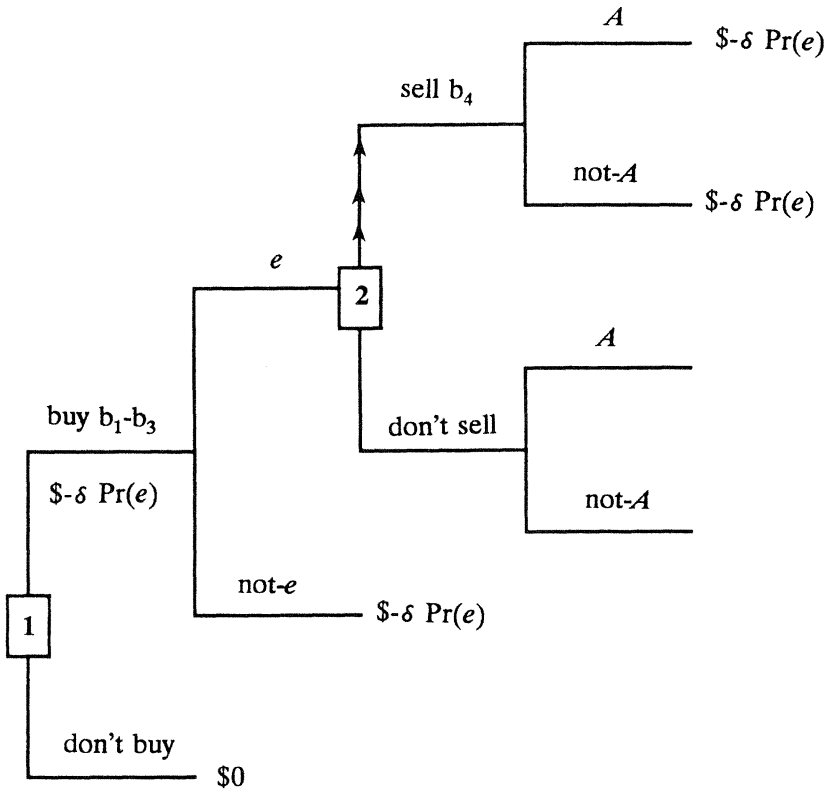 A
$-δ Pr(e)
sell b₄
not-A
$-δ Pr(e)
e
2
A
buy b₁-b₃
don't sell
$-δ Pr(e)
not-A
not-e
$-δ Pr(e)
1
don't buy
$0